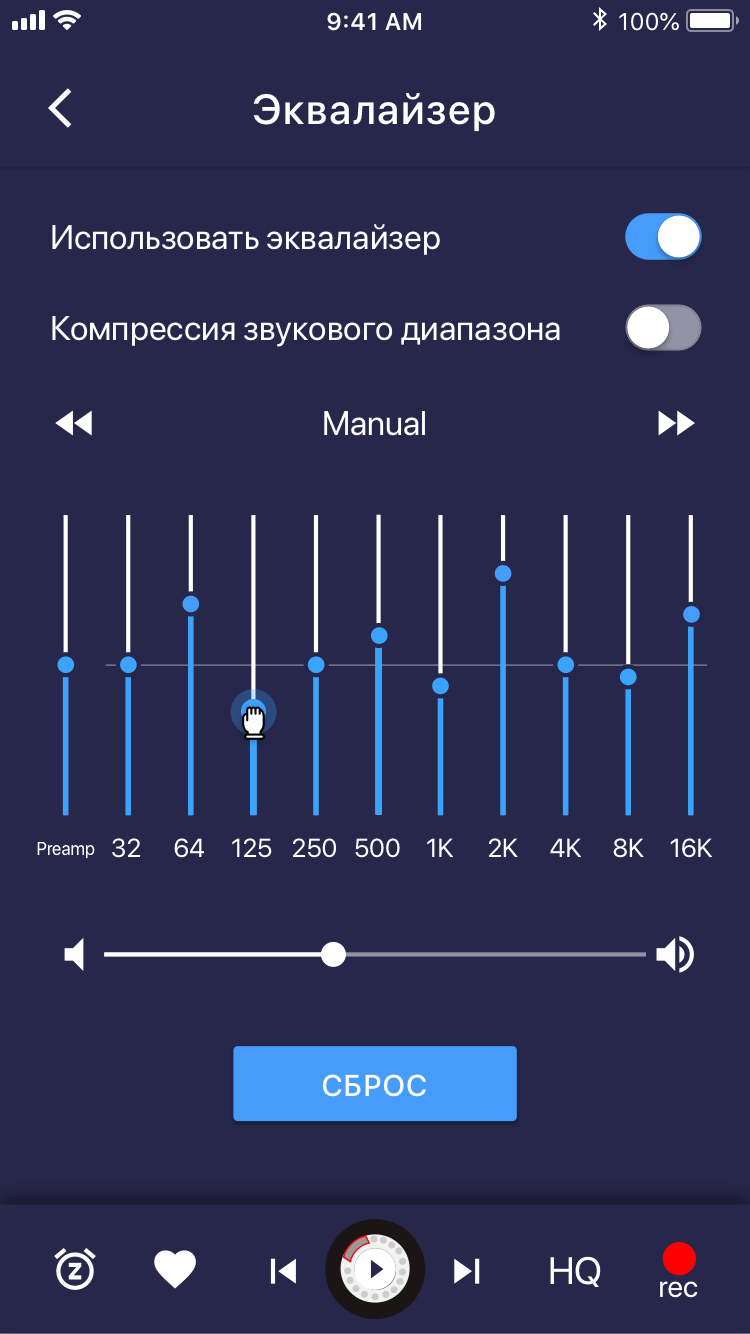 9:41 AM 100%
Эквалайзер
Использовать эквалайзер
Компрессия звукового диапазона
Manual
Preamp 32 64 125 250 500 1K 2K 4K 8K 16K
СБРОС
z HQ
rec